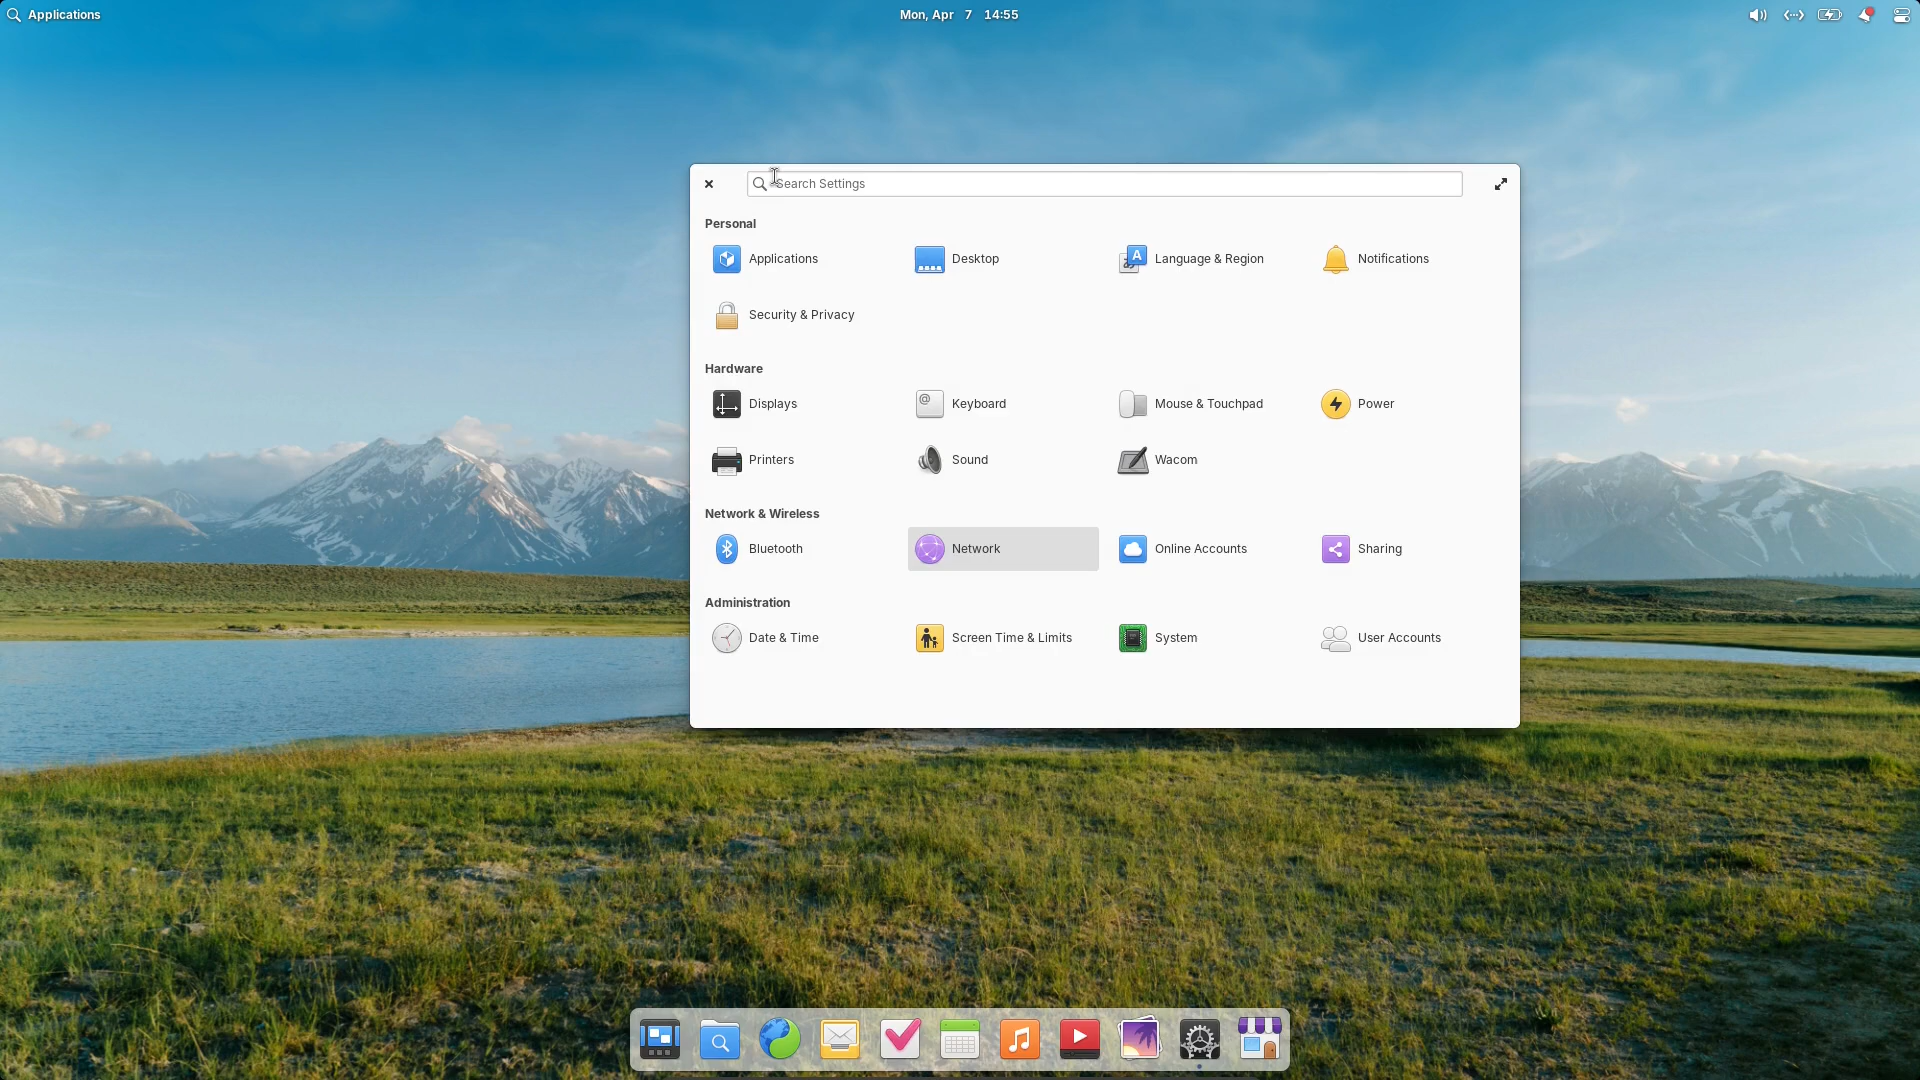 Applications
Mon, Apr 7 14:55
Search Settings
Personal
Applications
Desktop
Language & Region
Notifications
Security & Privacy
Hardware
Displays
Keyboard
Mouse & Touchpad
Power
Printers
Sound
Wacom
Network & Wireless
Bluetooth
Network
Online Accounts
Sharing
Administration
Date & Time
Screen Time & Limits
System
User Accounts